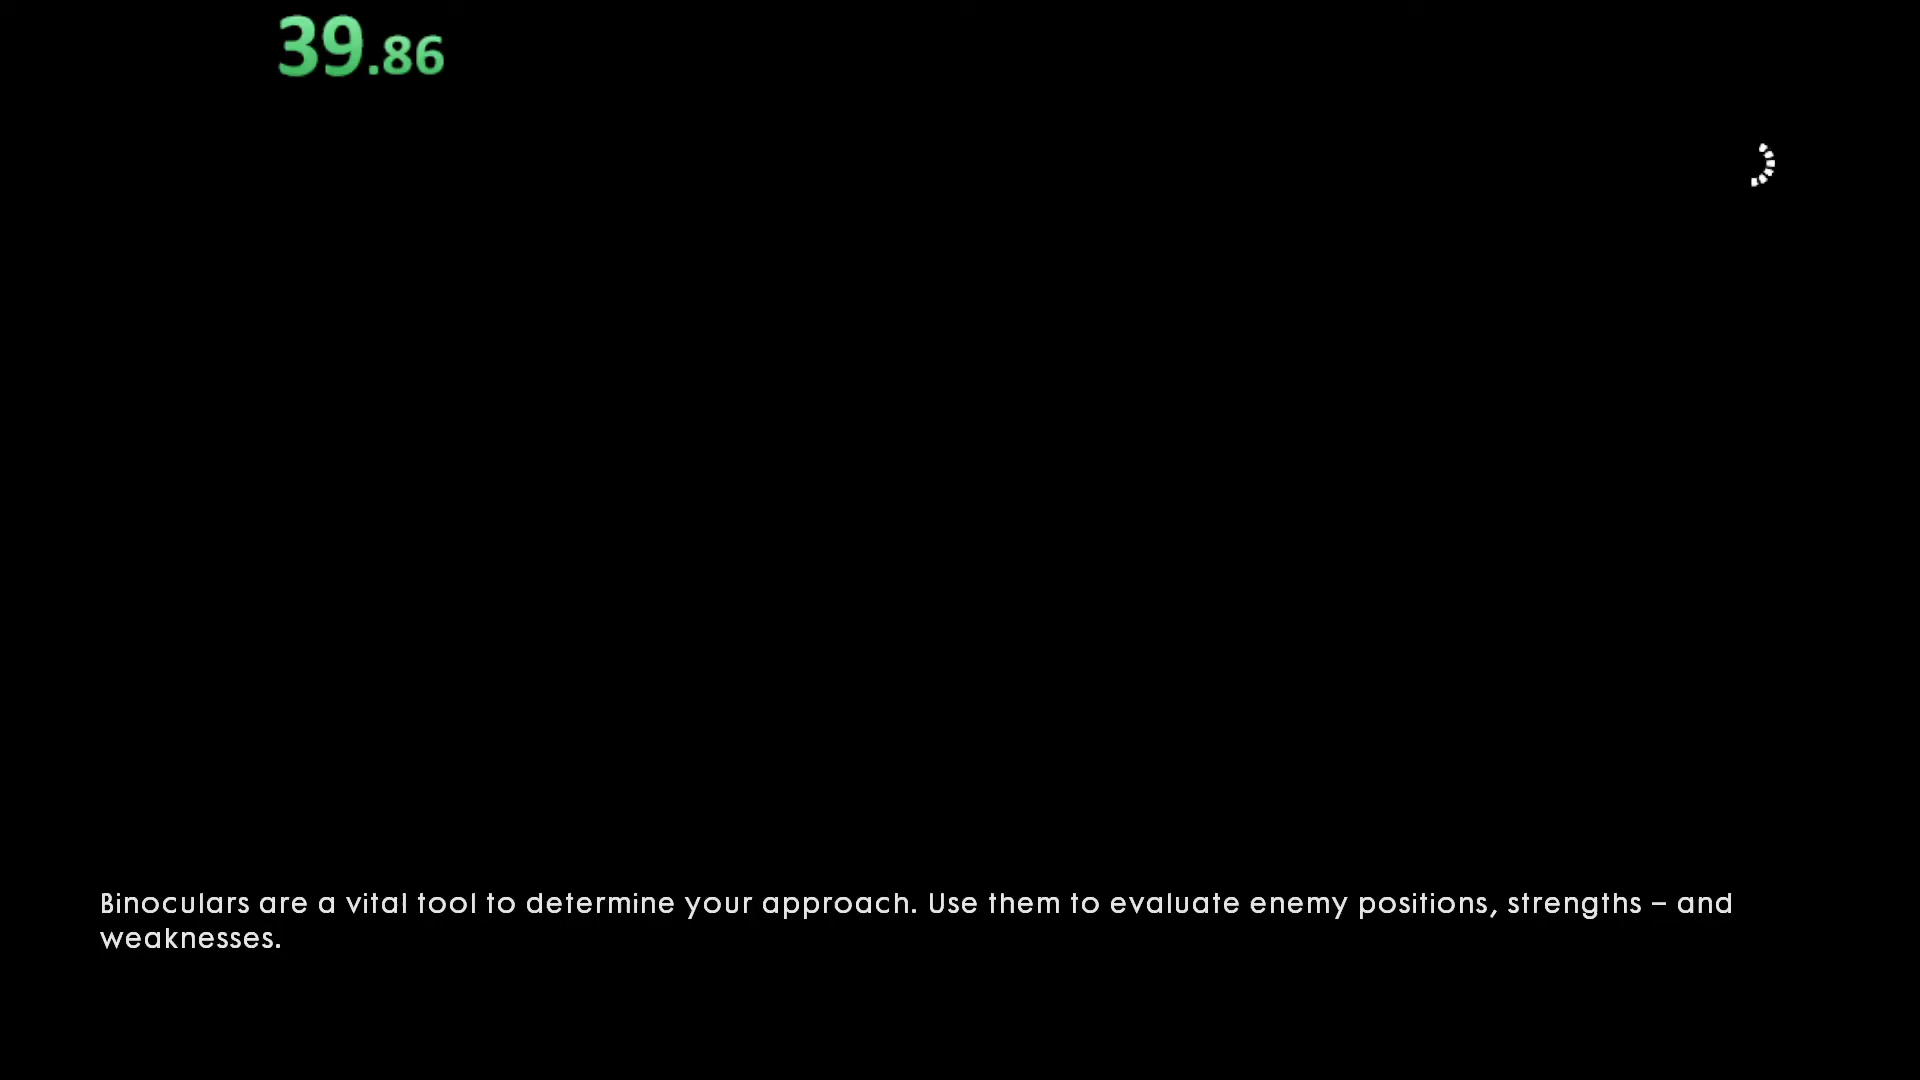 39.86
Binoculars are a vital tool to determine your approach. Use them to evaluate enemy positions, strengths – and
weaknesses.